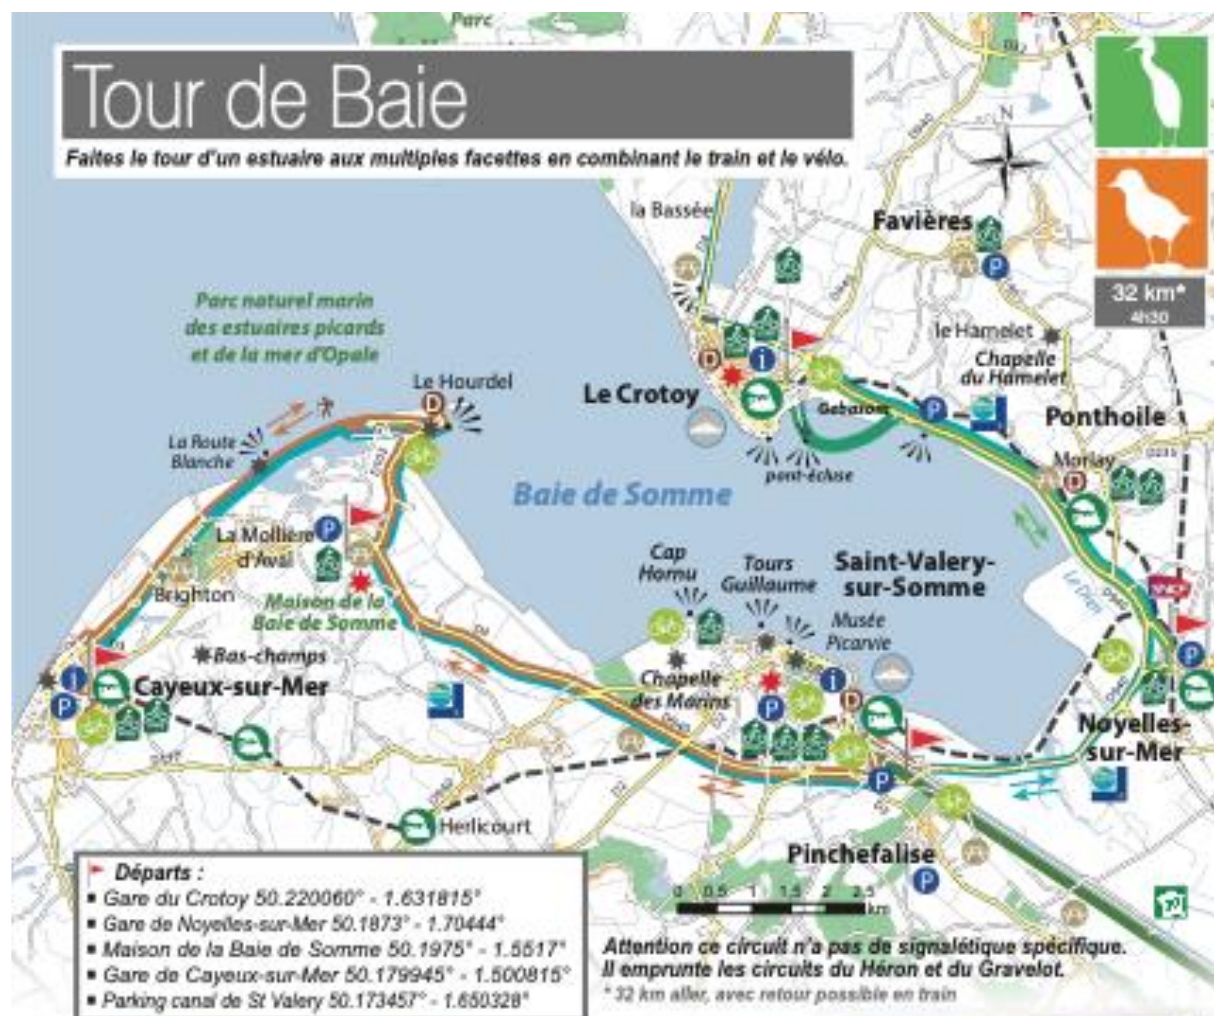 Parc
Tour de Baie
Faites le tour d'un estuaire aux multiples facettes en combinant le train et le vélo.
D32
D940
N
la Bassée
Favières
P
32 km*
4h30
Parc naturel marin
des estuaires picards
et de la mer d'Opale
le Hamelet
Chapelle
du Hamelet
D
i
Le Hourdel
D
Le Crotoy
P
Ponthoile
La Route
Blanche
pont-écluse
Morlay
D
D235
Baie de Somme
La Mollière
d'Aval
P
Cap
Hornu
Tours
Guillaume
Saint-Valery-
sur-Somme
Le Dien
SNCF
Brighton
Maison de la
Baie de Somme
Musée
Picarvie
Bas-champs
Chapelle
des Marins
i
P
D
P
i
P
Cayeux-sur-Mer
D940
Noyelles-
sur-Mer
P
Herlicourt
Pinchefalise
P
0 0,5 1 1,5 2 2,5
km
Départs :
Gare du Crotoy 50.220060° - 1.631815°
Gare de Noyelles-sur-Mer 50.1873° - 1.70444°
Maison de la Baie de Somme 50.1975° - 1.5517°
Gare de Cayeux-sur-Mer 50.179945° - 1.500815°
Parking canal de St Valery 50.173457° - 1.650328°
Attention ce circuit n'a pas de signalétique spécifique.
Il emprunte les circuits du Héron et du Gravelot.
* 32 km aller, avec retour possible en train